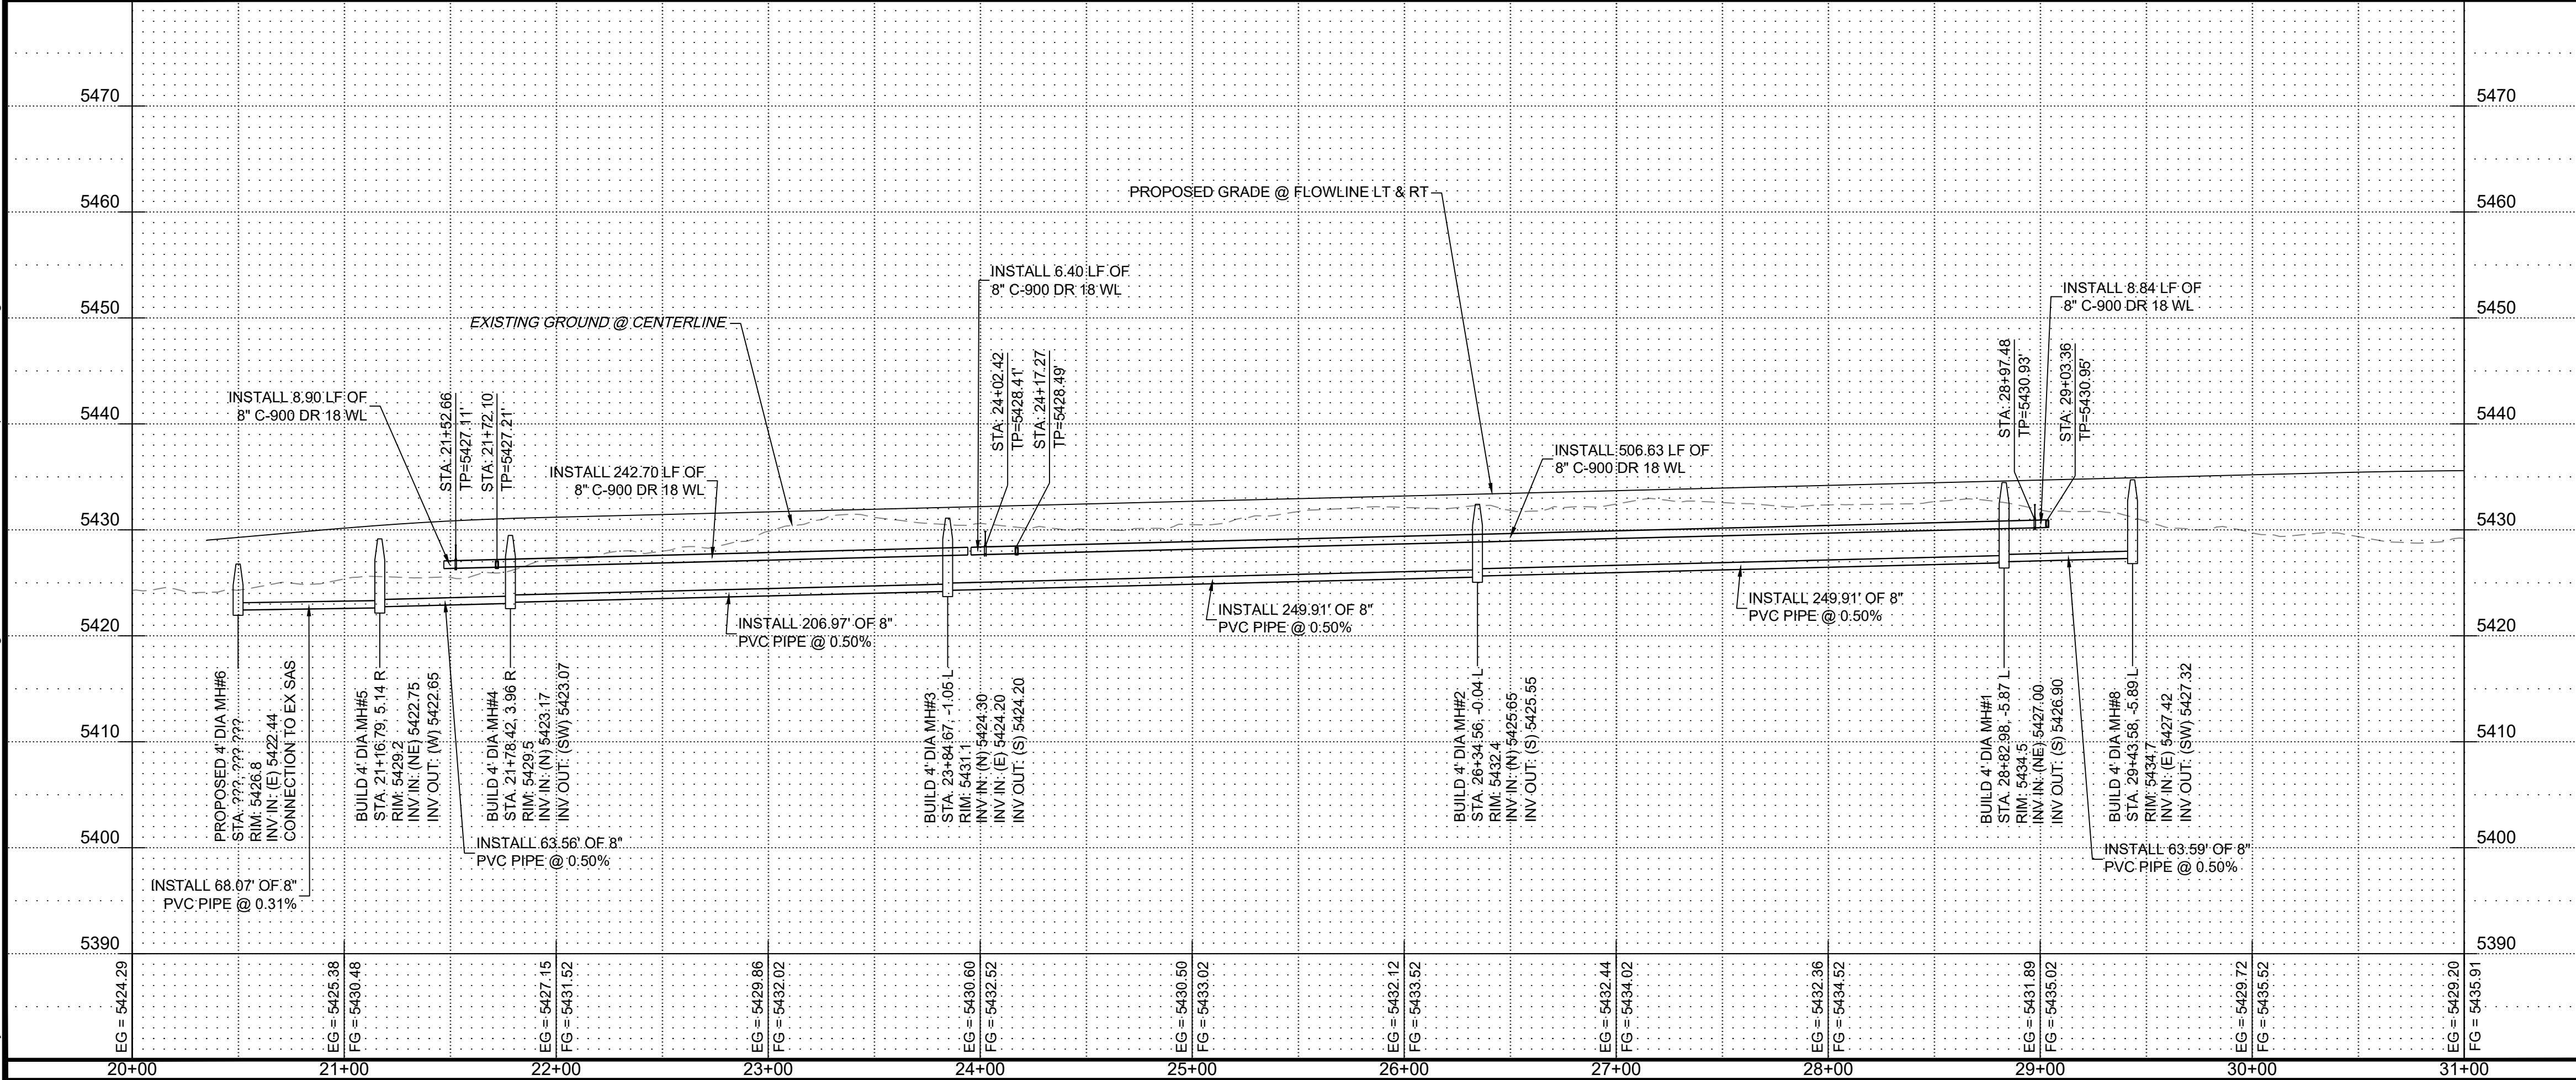 5470
5460
5450
5440
5430
5420
5410
5400
5390
5470
5460
5450
5440
5430
5420
5410
5400
5390
PROPOSED GRADE @ FLOWLINE LT & RT
EXISTING GROUND @ CENTERLINE
INSTALL 8.90 LF OF
8" C-900 DR 18 WL
STA: 21+52.66
TP=5427.11'
STA: 21+72.10
TP=5427.21'
INSTALL 242.70 LF OF
8" C-900 DR 18 WL
INSTALL 6.40 LF OF
8" C-900 DR 18 WL
STA: 24+02.42
TP=5428.41'
STA: 24+17.27
TP=5428.49'
INSTALL 506.63 LF OF
8" C-900 DR 18 WL
STA: 28+97.48
TP=5430.93'
STA: 29+03.36
TP=5430.95'
INSTALL 8.84 LF OF
8" C-900 DR 18 WL
INSTALL 206.97' OF 8"
PVC PIPE @ 0.50%
INSTALL 249.91' OF 8"
PVC PIPE @ 0.50%
INSTALL 249.91' OF 8"
PVC PIPE @ 0.50%
PROPOSED 4' DIA MH#6
STA. ???, ???.???
RIM: 5426.8
INV IN: (E) 5422.44
CONNECTION TO EX SAS
BUILD 4' DIA MH#5
STA. 21+16.79, 5.14 R
RIM: 5429.2
INV IN: (NE) 5422.75
INV OUT: (W) 5422.65
BUILD 4' DIA MH#4
STA. 21+78.42, 3.96 R
RIM: 5429.5
INV IN: (N) 5423.17
INV OUT: (SW) 5423.07
BUILD 4' DIA MH#3
STA. 23+84.67, -1.05 L
RIM: 5431.1
INV IN: (N) 5424.30
INV IN: (E) 5424.20
INV OUT: (S) 5424.20
BUILD 4' DIA MH#2
STA. 26+34.56, -0.04 L
RIM: 5432.4
INV IN: (N) 5425.65
INV OUT: (S) 5425.55
BUILD 4' DIA MH#1
STA. 28+82.98, -5.87 L
RIM: 5434.5
INV IN: (NE) 5427.00
INV OUT: (S) 5426.90
BUILD 4' DIA MH#8
STA. 29+43.58, -5.89 L
RIM: 5434.7
INV IN: (E) 5427.42
INV OUT: (SW) 5427.32
INSTALL 63.56' OF 8"
PVC PIPE @ 0.50%
INSTALL 63.59' OF 8"
PVC PIPE @ 0.50%
INSTALL 68.07' OF 8"
PVC PIPE @ 0.31%
EG = 5424.29
EG = 5425.38
FG = 5430.48
EG = 5427.15
FG = 5431.52
EG = 5429.86
FG = 5432.02
EG = 5430.60
FG = 5432.52
EG = 5430.50
FG = 5433.02
EG = 5432.12
FG = 5433.52
EG = 5432.44
FG = 5434.02
EG = 5432.36
FG = 5434.52
EG = 5431.89
FG = 5435.02
EG = 5429.72
FG = 5435.52
EG = 5429.20
FG = 5435.91
20+00
21+00
22+00
23+00
24+00
25+00
26+00
27+00
28+00
29+00
30+00
31+00